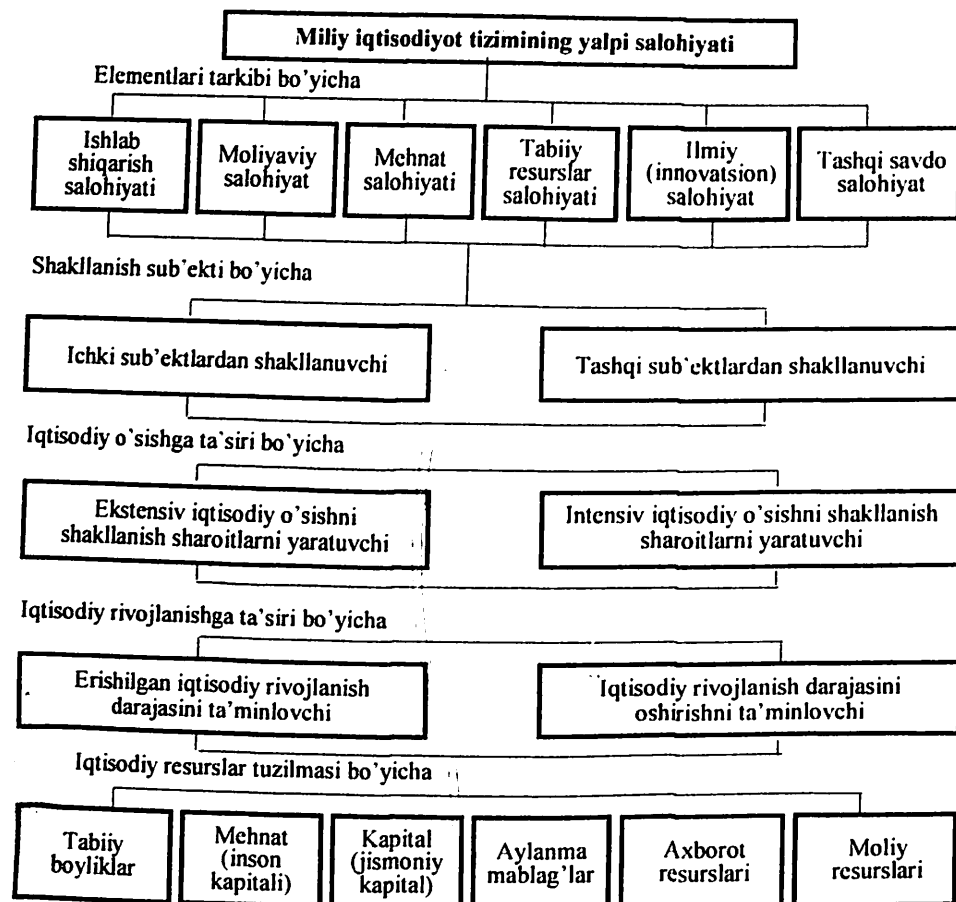 Miliy iqtisodiyot tizimining yalpi salohiyati
Elementlari tarkibi bo'yicha
Ishlab
shiqarish
salohiyati
Moliyaviy
salohiyat
Mehnat
salohiyati
Tabiiy
resurslar
salohiyati
Ilmiy
(innovatsion)
salohiyat
Tashqi savdo
salohiyat
Shakllanish sub'ekti bo'yicha
Ichki sub'ektlardan shakllanuvchi
Tashqi sub'ektlardan shakllanuvchi
Iqtisodiy o'sishga ta'siri bo'yicha
Ekstensiv iqtisodiy o'sishni
shakllanish sharoitlarni yaratuvchi
Intensiv iqtisodiy o'sishni shakllanish
sharoitlarni yaratuvchi
Iqtisodiy rivojlanishga ta'siri bo'yicha
Erishilgan iqtisodiy rivojlanish
darajasini ta'minlovchi
Iqtisodiy rivojlanish darajasini
oshirishni ta'minlovchi
Iqtisodiy resurslar tuzilmasi bo'yicha
Tabiiy
boyliklar
Mehnat
(inson
kapitali)
Kapital
(jismoniy
kapital)
Aylanma
mablag'lar
Axborot
resurslari
Moliy
resurslari